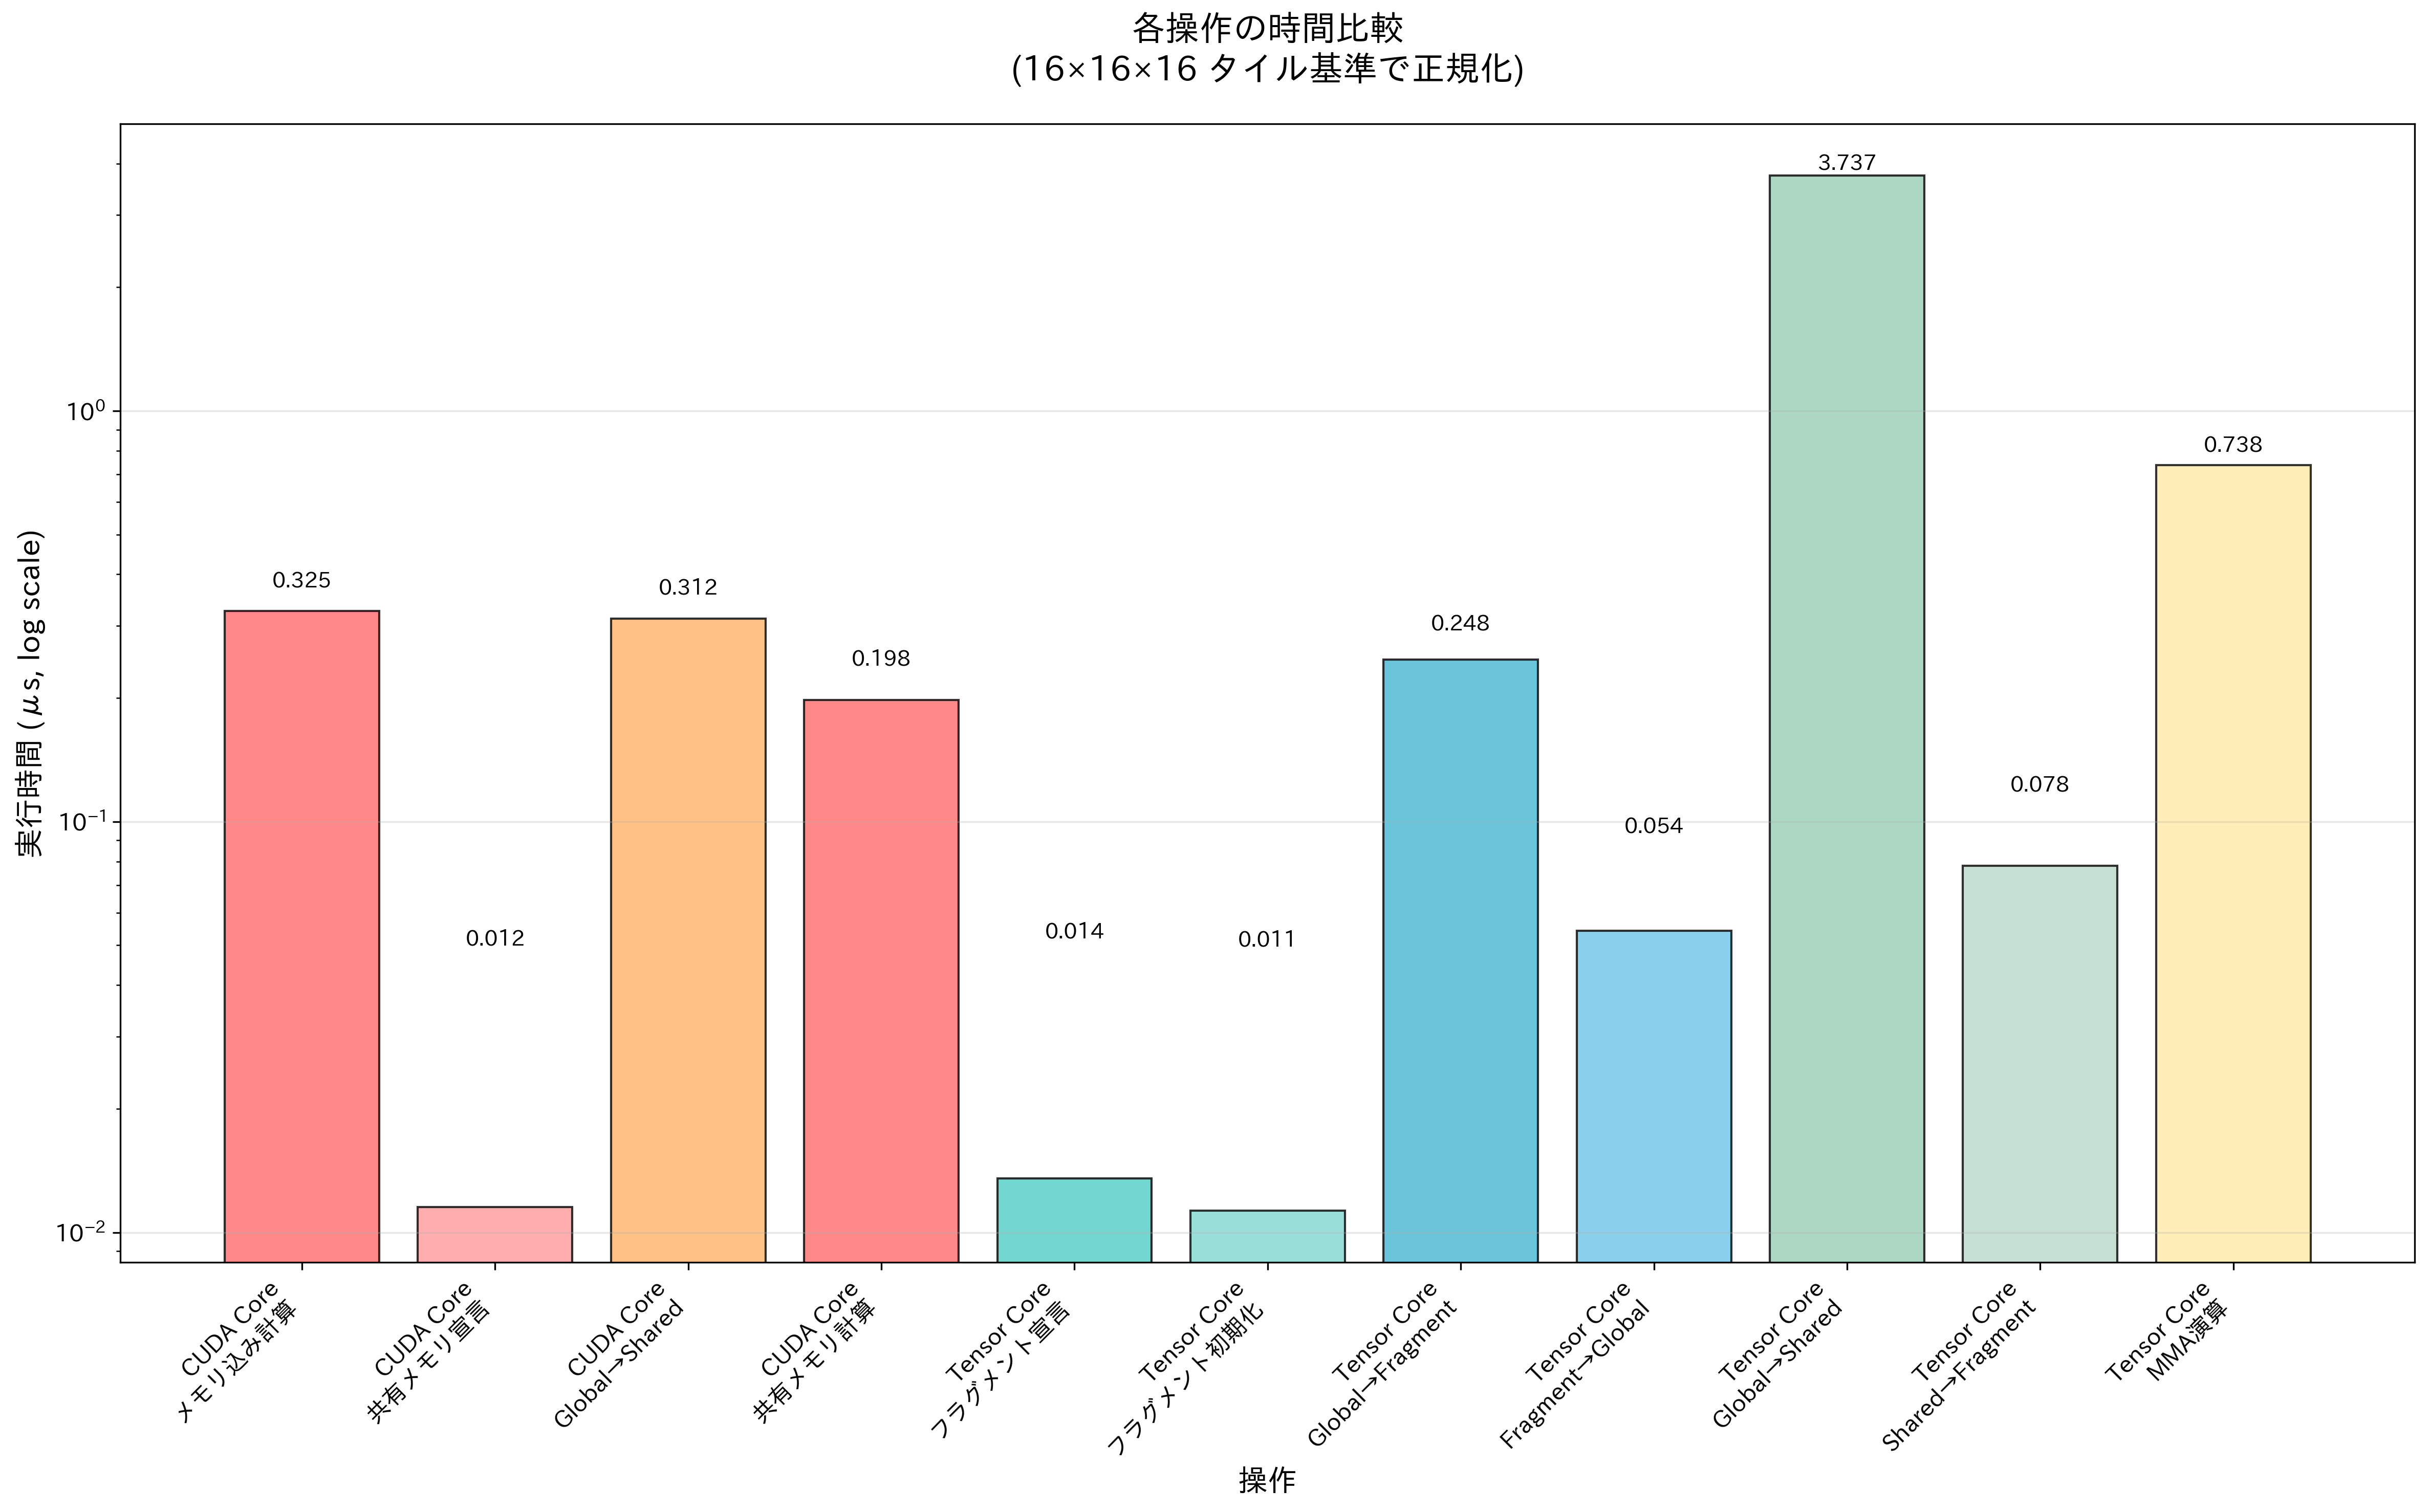 各操作の時間比較
(16×16×16 タイル基準で正規化)
実行時間 (μs, log scale)
10⁰
10⁻¹
10⁻²
0.325
0.012
0.312
0.198
0.014
0.011
0.248
0.054
3.737
0.078
0.738
CUDA Core
メモリ込み計算
CUDA Core
共有メモリ宣言
CUDA Core
Global→Shared
CUDA Core
共有メモリ計算
Tensor Core
フラグメント宣言
Tensor Core
フラグメント初期化
Tensor Core
Global→Fragment
Tensor Core
Fragment→Global
Tensor Core
Global→Shared
Tensor Core
Shared→Fragment
Tensor Core
MMA演算
操作